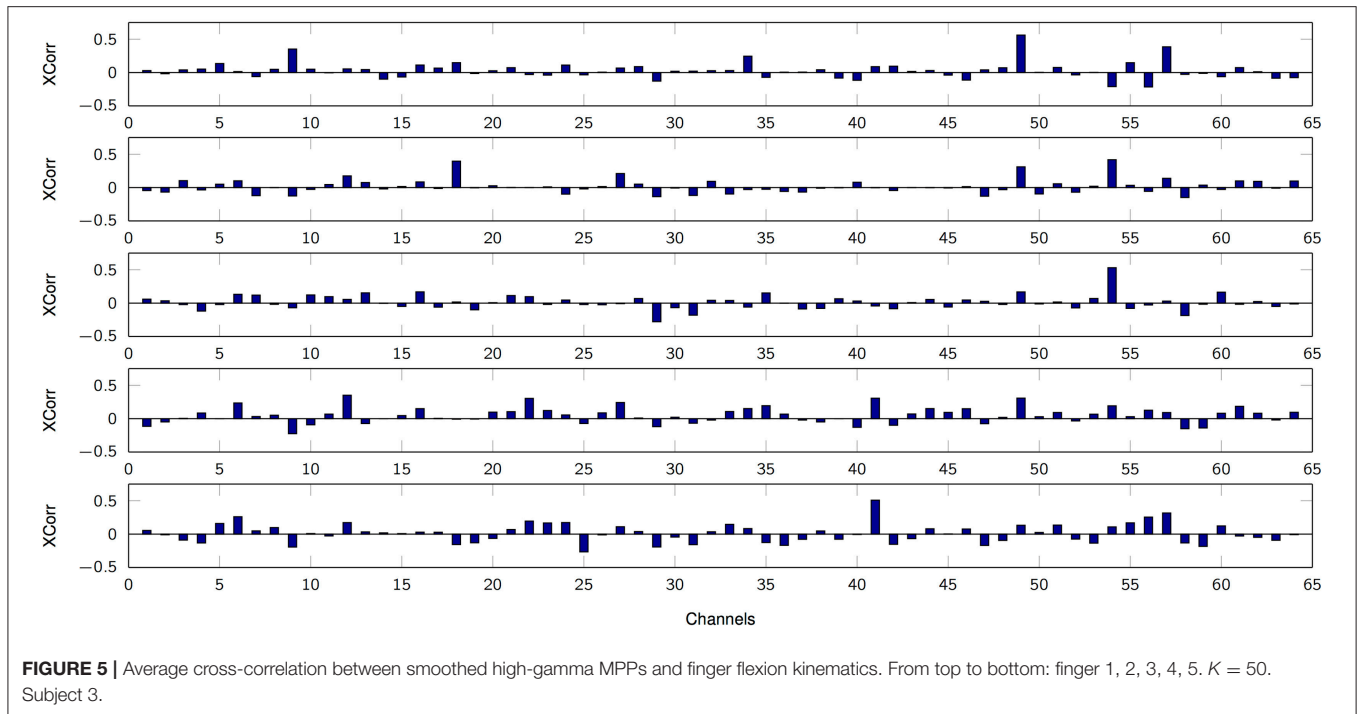 0.5
0
−0.5
XCorr
0 5 10 15 20 25 30 35 40 45 50 55 60 65
0.5
0
−0.5
XCorr
0 5 10 15 20 25 30 35 40 45 50 55 60 65
0.5
0
−0.5
XCorr
0 5 10 15 20 25 30 35 40 45 50 55 60 65
0.5
0
−0.5
XCorr
0 5 10 15 20 25 30 35 40 45 50 55 60 65
0.5
0
−0.5
XCorr
0 5 10 15 20 25 30 35 40 45 50 55 60 65
Channels
FIGURE 5 | Average cross-correlation between smoothed high-gamma MPPs and finger flexion kinematics. From top to bottom: finger 1, 2, 3, 4, 5. K = 50.
Subject 3.